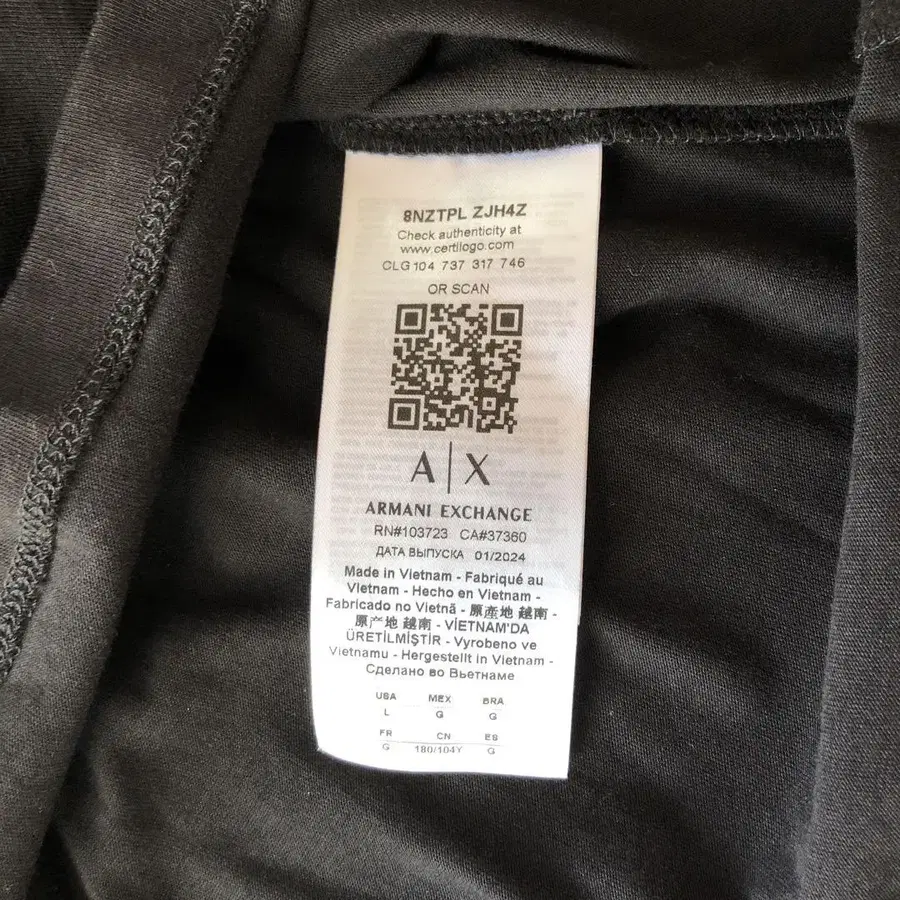 8NZTPL ZJH4Z
Check authenticity at
www.certilogo.com
CLG 104 737 317 746
OR SCAN
A|X
ARMANI EXCHANGE
RN#103723 CA#37360
ДАТА ВЫПУСКА 01/2024
Made in Vietnam - Fabriqué au
Vietnam - Hecho en Vietnam -
Fabricado no Vietnã - 原產地 越南 -
原产地 越南 - VİETNAM'DA
ÜRETİLMİŞTİR - Vyrobeno ve
Vietnamu - Hergestellt in Vietnam -
Сделано во Вьетнаме
USA MEX BRA
L G G
FR CN ES
G 180/104Y G